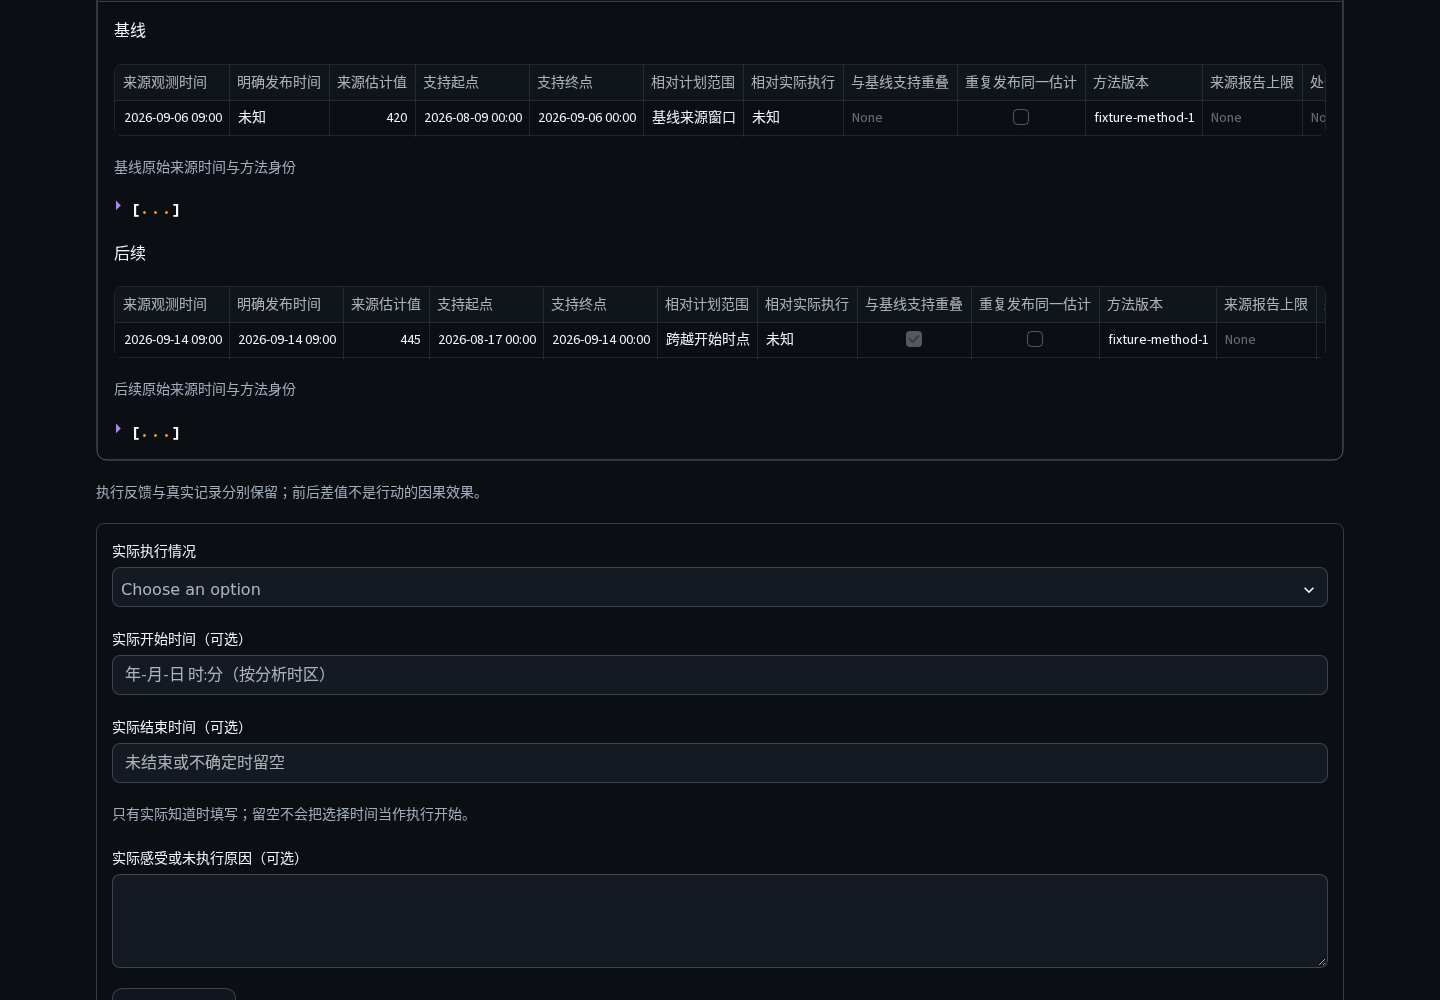 基线
来源观测时间 明确发布时间 来源估计值 支持起点 支持终点 相对计划范围 相对实际执行 与基线支持重叠 重复发布同一估计 方法版本 来源报告上限 处
2026-09-06 09:00 未知 420 2026-08-09 00:00 2026-09-06 00:00 基线来源窗口 未知 None fixture-method-1 None No
基线原始来源时间与方法身份
[...]
后续
来源观测时间 明确发布时间 来源估计值 支持起点 支持终点 相对计划范围 相对实际执行 与基线支持重叠 重复发布同一估计 方法版本 来源报告上限
2026-09-14 09:00 2026-09-14 09:00 445 2026-08-17 00:00 2026-09-14 00:00 跨越开始时点 未知 fixture-method-1 None
后续原始来源时间与方法身份
[...]
执行反馈与真实记录分别保留；前后差值不是行动的因果效果。
实际执行情况
Choose an option
实际开始时间（可选）
年-月-日 时:分（按分析时区）
实际结束时间（可选）
未结束或不确定时留空
只有实际知道时填写；留空不会把选择时间当作执行开始。
实际感受或未执行原因（可选）